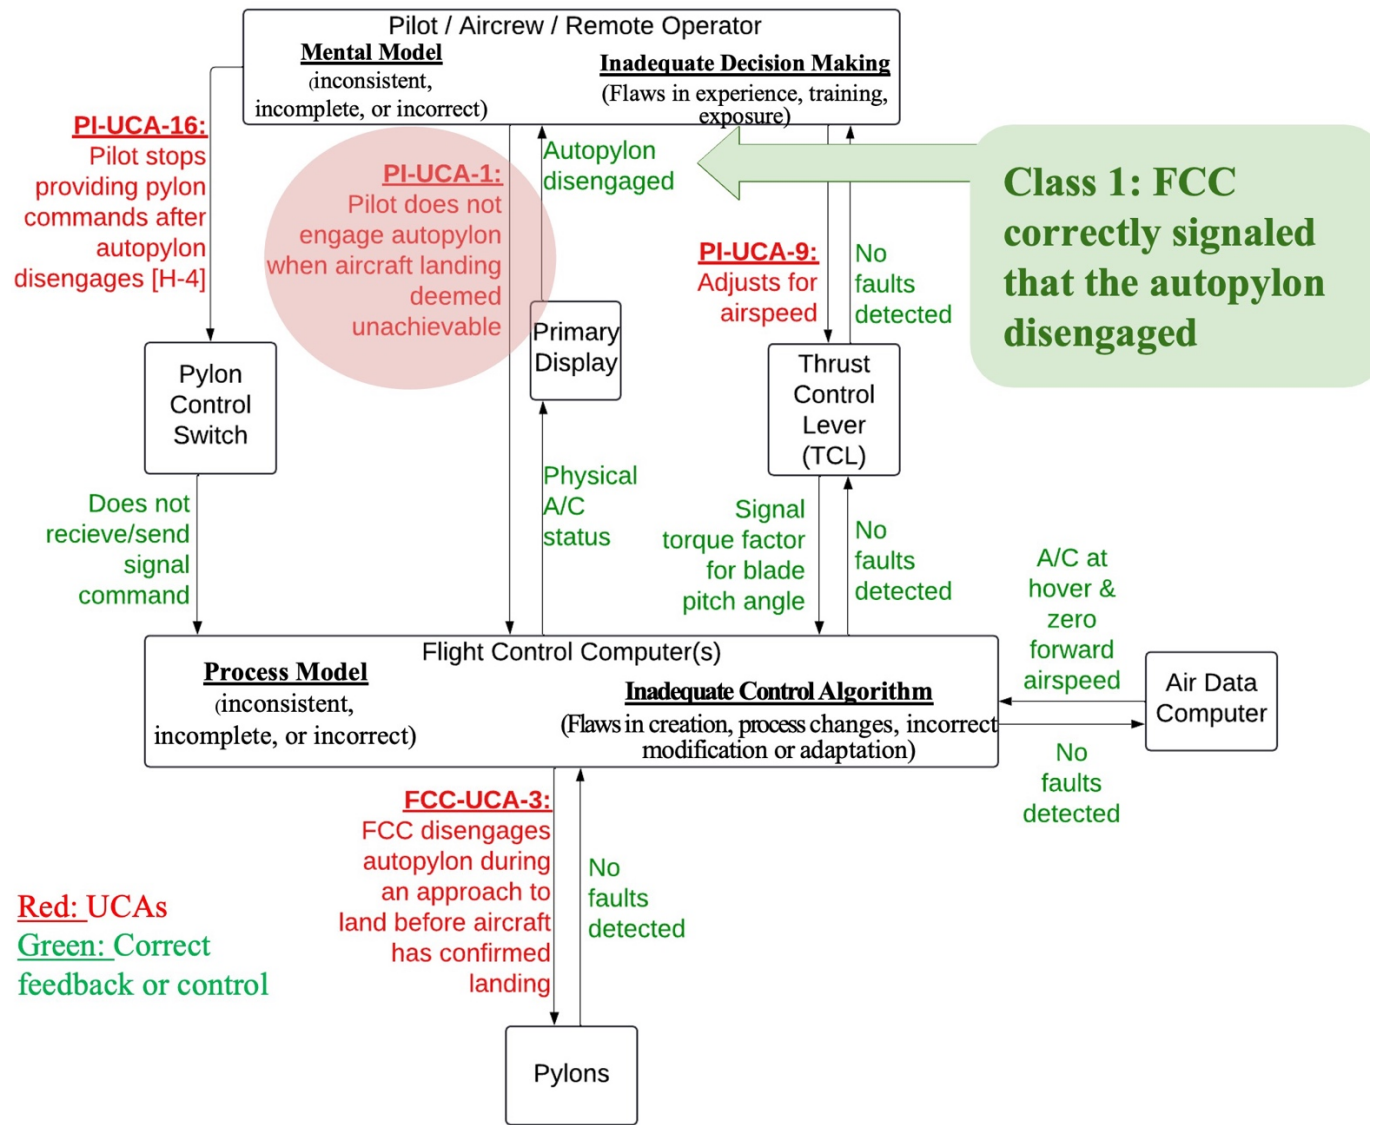 Pilot / Aircrew / Remote Operator
Mental Model
(inconsistent,
incomplete, or incorrect)
Inadequate Decision Making
(Flaws in experience, training,
exposure)
PI-UCA-16:
Pilot stops
providing pylon
commands after
autopylon
disengages [H-4]
PI-UCA-1:
Pilot does not
engage autopylon
when aircraft landing
deemed
unachievable
Autopylon
disengaged
PI-UCA-9:
Adjusts for
airspeed
No
faults
detected
Class 1: FCC
correctly signaled
that the autopylon
disengaged
Pylon
Control
Switch
Primary
Display
Thrust
Control
Lever
(TCL)
Does not
recieve/send
signal
command
Physical
A/C
status
Signal
torque factor
for blade
pitch angle
No
faults
detected
A/C at
hover &
zero
forward
airspeed
Flight Control Computer(s)
Process Model
(inconsistent,
incomplete, or incorrect)
Inadequate Control Algorithm
(Flaws in creation, process changes, incorrect
modification or adaptation)
Air Data
Computer
No
faults
detected
FCC-UCA-3:
FCC disengages
autopylon during
an approach to
land before aircraft
has confirmed
landing
No
faults
detected
Red: UCAs
Green: Correct
feedback or control
Pylons